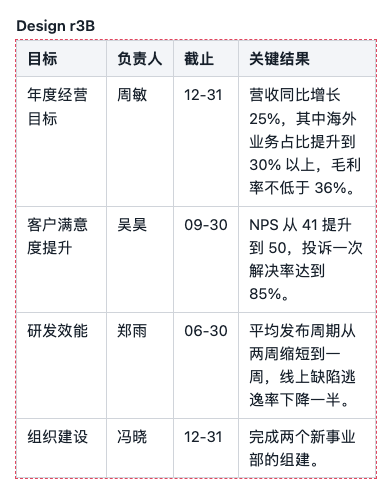 Design r3B
目标 负责人 截止 关键结果
年度经营 周敏 12-31 营收同比增长
目标 25%，其中海外
业务占比提升到
30% 以上，毛利
率不低于 36%。
客户满意 吴昊 09-30 NPS 从 41 提升
度提升 到 50，投诉一次
解决率达到
85%。
研发效能 郑雨 06-30 平均发布周期从
两周缩短到一
周，线上缺陷逃
逸率下降一半。
组织建设 冯晓 12-31 完成两个新事业
部的组建。